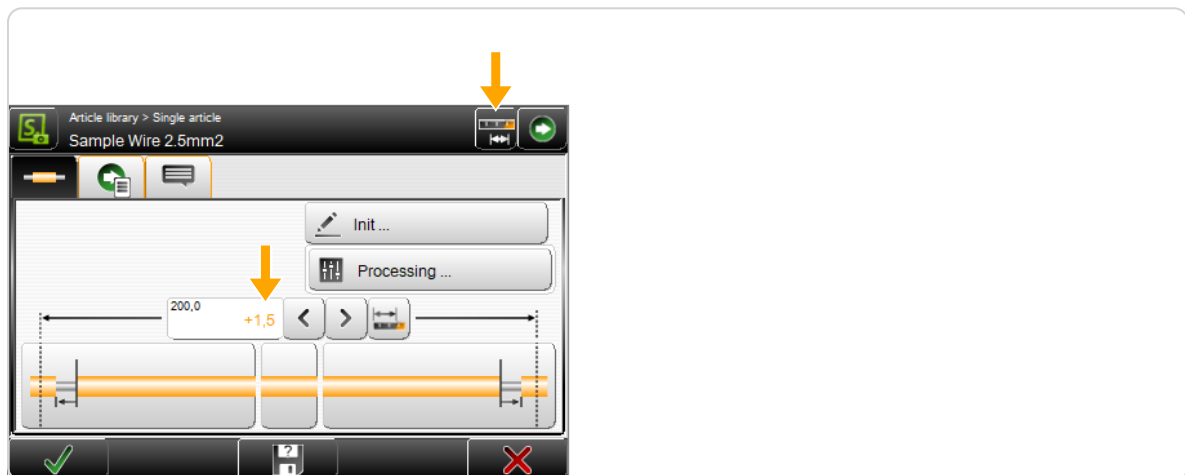 Article library > Single article
Sample Wire 2.5mm2
Init ...
Processing ...
200,0
+1,5